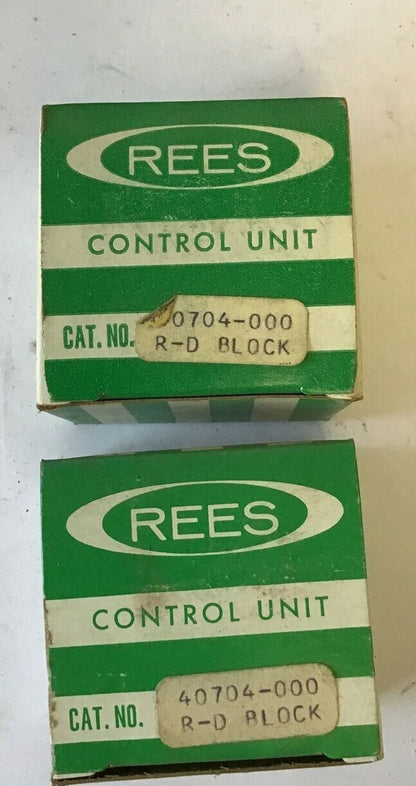 REES
CONTROL UNIT
CAT. NO. 0704-000
R-D BLOCK
REES
CONTROL UNIT
40704-000
CAT. NO. R-D BLOCK